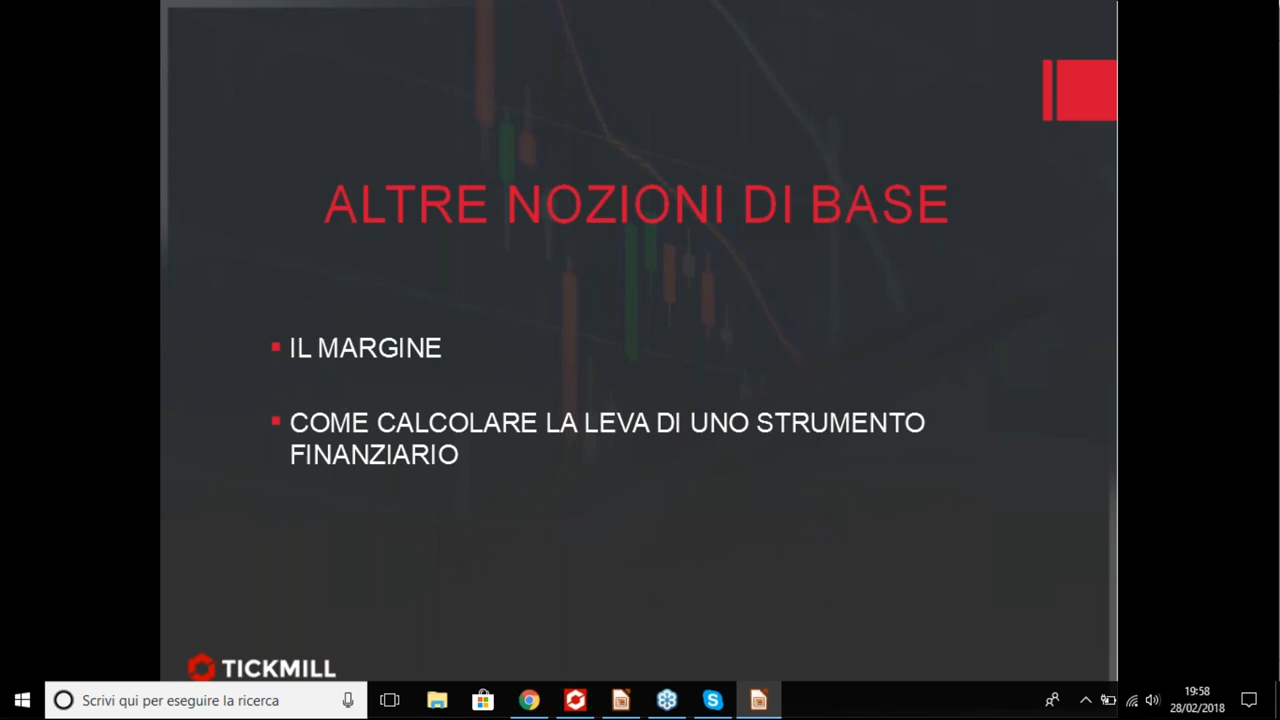 ALTRE NOZIONI DI BASE
IL MARGINE
COME CALCOLARE LA LEVA DI UNO STRUMENTO
FINANZIARIO
TICKMILL
Scrivi qui per eseguire la ricerca
19:58
28/02/2018